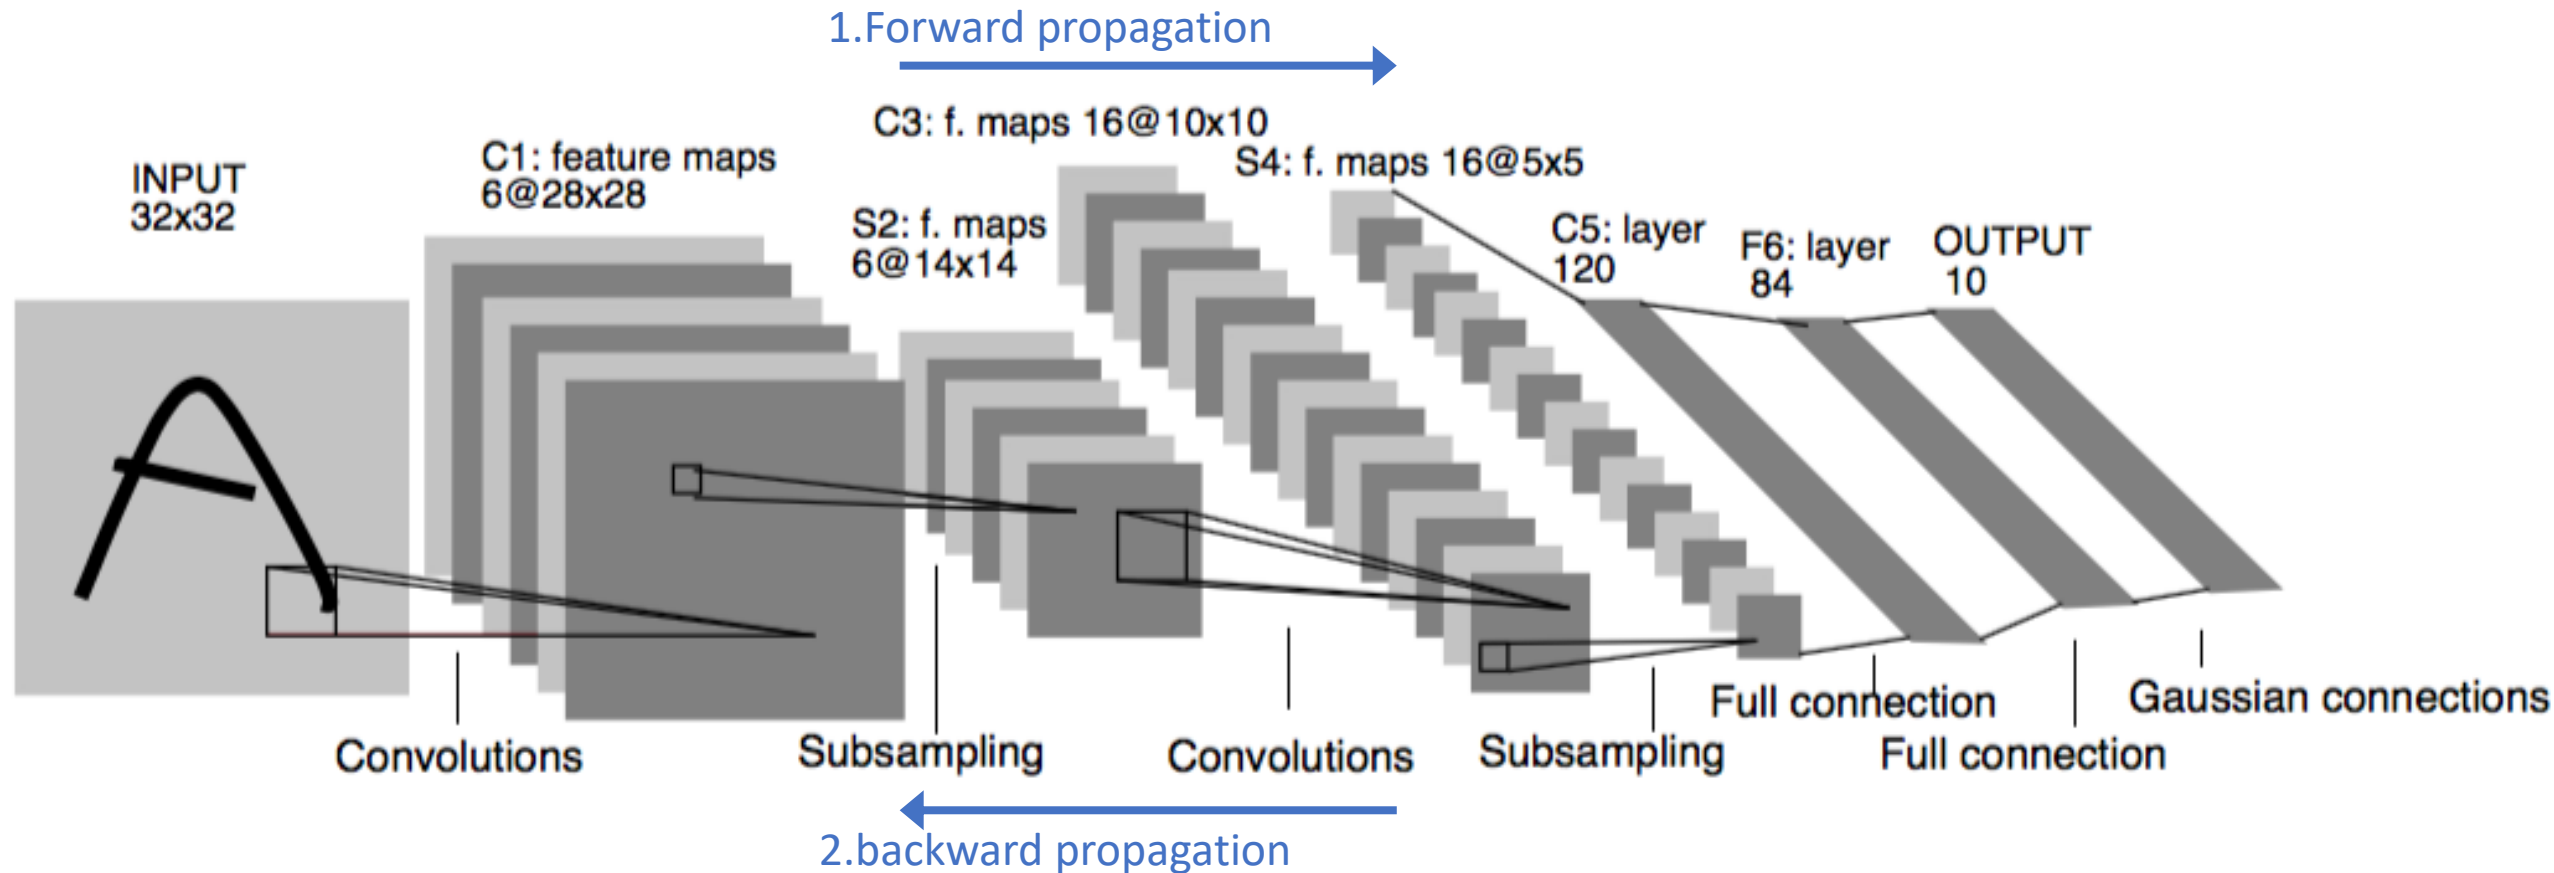 1.Forward propagation
C3: f. maps 16@10x10
INPUT
32x32
C1: feature maps
6@28x28
S4: f. maps 16@5x5
S2: f. maps
6@14x14
C5: layer
120
F6: layer
84
OUTPUT
10
Convolutions
Subsampling
Convolutions
Subsampling
Full connection
Full connection
Gaussian connections
2.backward propagation